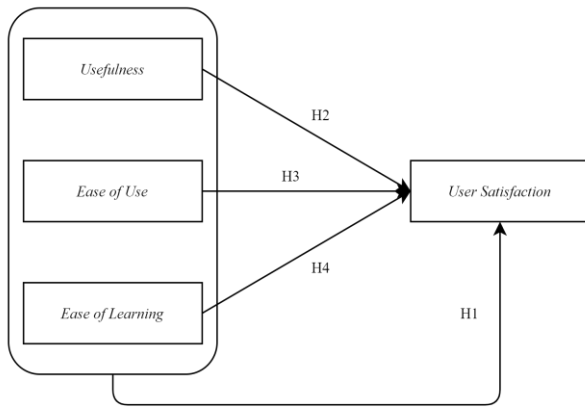 Usefulness
H2
Ease of Use
H3
User Satisfaction
H4
Ease of Learning
H1